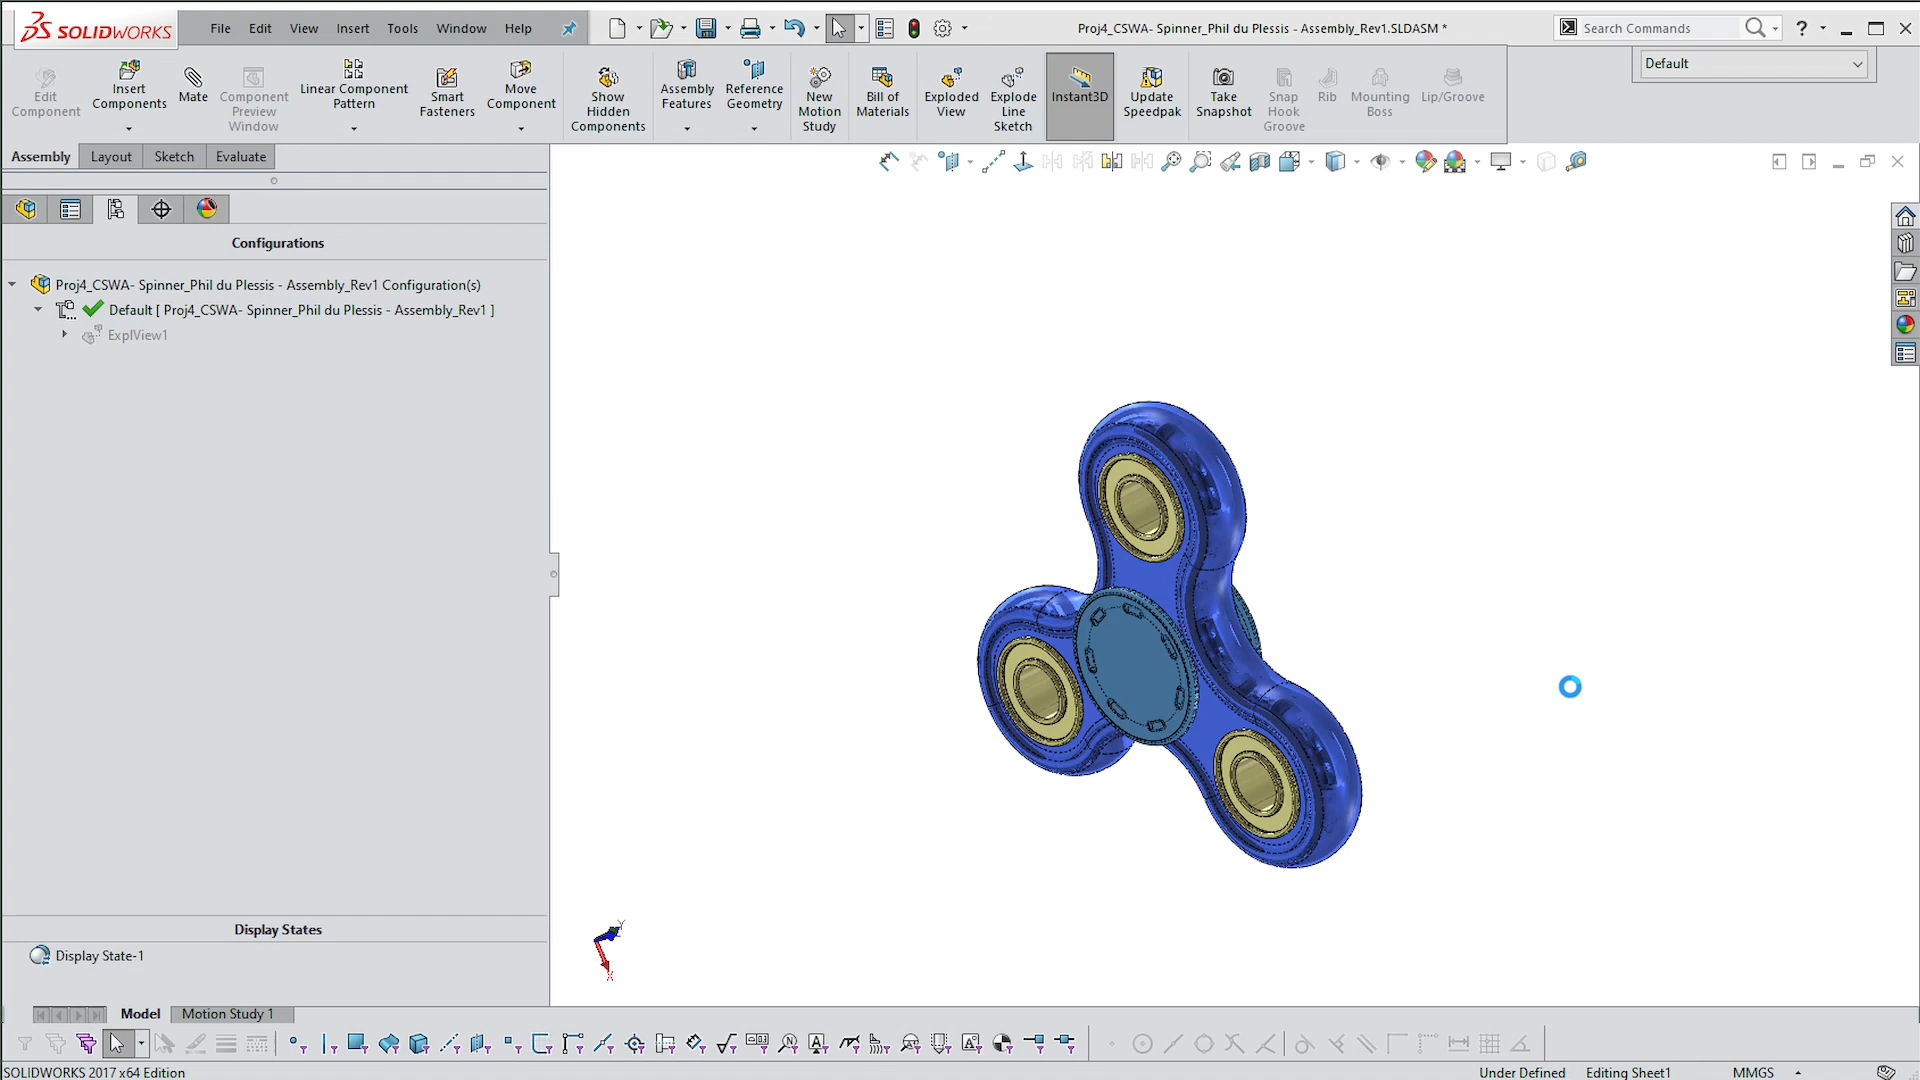 SOLIDWORKS
File Edit View Insert Tools Window Help
Proj4_CSWA- Spinner_Phil du Plessis - Assembly_Rev1.SLDASM *
Search Commands
?
Edit Component
Insert Components
Mate
Component Preview Window
Linear Component Pattern
Smart Fasteners
Move Component
Show Hidden Components
Assembly Features
Reference Geometry
New Motion Study
Bill of Materials
Exploded View
Explode Line Sketch
Instant3D
Update Speedpak
Take Snapshot
Snap Hook Groove
Rib
Mounting Boss
Lip/Groove
Default
Assembly Layout Sketch Evaluate
Configurations
Proj4_CSWA- Spinner_Phil du Plessis - Assembly_Rev1 Configuration(s)
Default [ Proj4_CSWA- Spinner_Phil du Plessis - Assembly_Rev1 ]
ExplView1
Display States
Display State-1
Y
X
Model Motion Study 1
SOLIDWORKS 2017 x64 Edition
Under Defined Editing Sheet1 MMGS